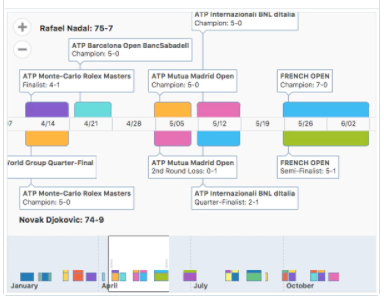 ATP Internazionali BNL dItalia
Champion: 5-0
Rafael Nadal: 75-7
ATP Barcelona Open BancSabadell
Champion: 5-0
ATP Monte-Carlo Rolex Masters
Finalist: 4-1
ATP Mutua Madrid Open
Champion: 5-0
FRENCH OPEN
Champion: 7-0
4/14 4/21 4/28 5/05 5/12 5/19 5/26 6/02
World Group Quarter-Final
ATP Mutua Madrid Open
2nd Round Loss: 0-1
FRENCH OPEN
Semi-Finalist: 5-1
ATP Monte-Carlo Rolex Masters
Champion: 5-0
ATP Internazionali BNL dItalia
Quarter-Finalist: 2-1
Novak Djokovic: 74-9
January April July October